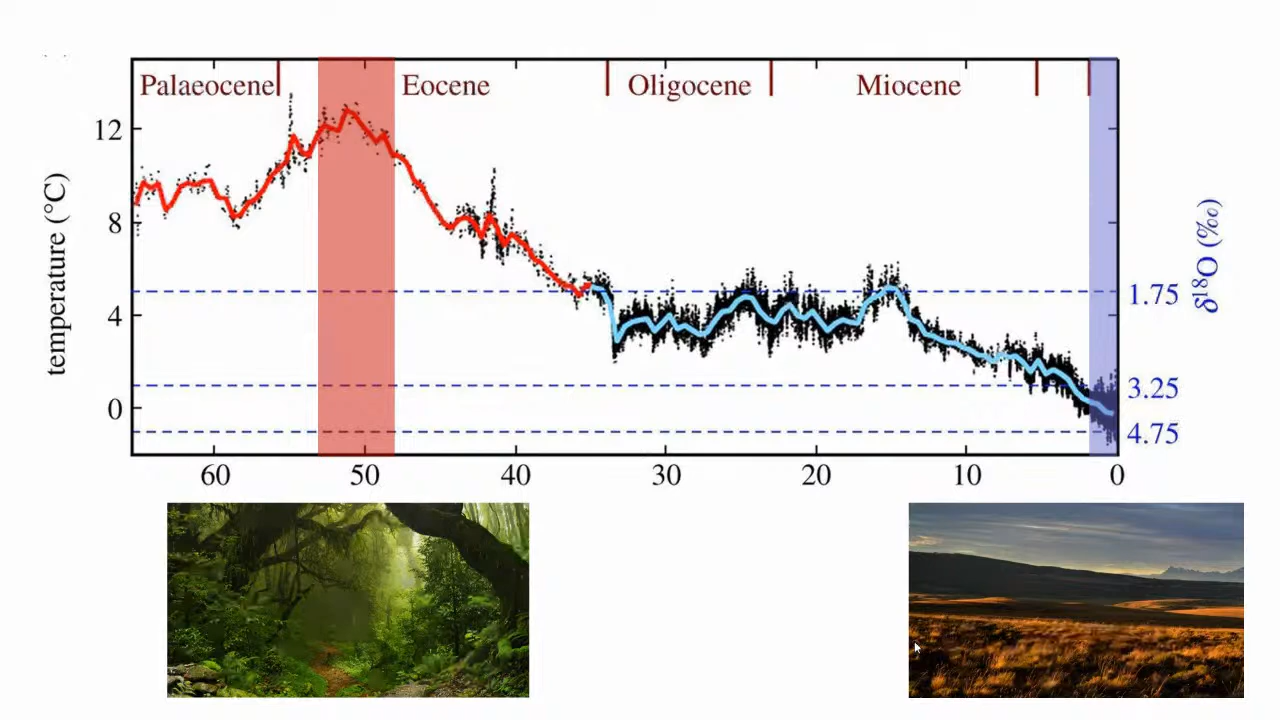 Palaeocene Eocene Oligocene Miocene
12
8
4
0
temperature (°C)
1.75
3.25
4.75
δ¹⁸O (‰)
60 50 40 30 20 10 0